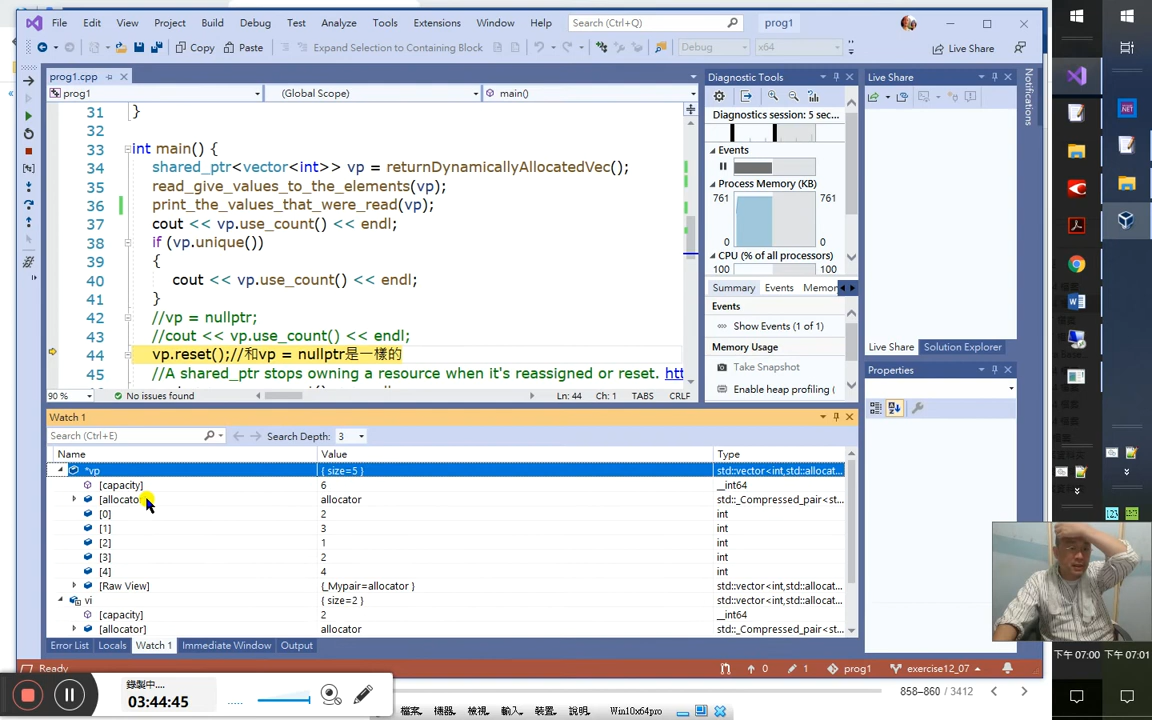 File Edit View Project Build Debug Test Analyze Tools Extensions Window Help Search (Ctrl+Q) prog1
Copy Paste Expand Selection to Containing Block Debug x64 Live Share
prog1.cpp
prog1 (Global Scope) main()
31 }
32
33 int main() {
34 shared_ptr<vector<int>> vp = returnDynamicallyAllocatedVec();
35 read_give_values_to_the_elements(vp);
36 print_the_values_that_were_read(vp);
37 cout << vp.use_count() << endl;
38 if (vp.unique())
39 {
40 cout << vp.use_count() << endl;
41 }
42 //vp = nullptr;
43 //cout << vp.use_count() << endl;
44 vp.reset();//和vp = nullptr是一樣的
45 //A shared_ptr stops owning a resource when it's reassigned or reset. htt
90 % No issues found Ln: 44 Ch: 1 TABS CRLF
Diagnostic Tools
Diagnostics session: 5 sec...
Events
Process Memory (KB)
761 761
0 0
CPU (% of all processors)
100 100
Summary Events Memor
Events
Show Events (1 of 1)
Memory Usage
Take Snapshot
Enable heap profiling (
Live Share
Live Share Solution Explorer
Properties
Notifications
Watch 1
Search (Ctrl+E) Search Depth: 3
Name Value Type
*vp { size=5 } std::vector<int,std::allocat...
[capacity] 6 __int64
[allocator allocator std::_Compressed_pair<st...
[0] 2 int
[1] 3 int
[2] 1 int
[3] 2 int
[4] 4 int
[Raw View] {_Mypair=allocator } std::vector<int,std::allocat...
vi { size=2 } std::vector<int,std::allocat...
[capacity] 2 __int64
[allocator] allocator std::_Compressed_pair<st...
Error List Locals Watch 1 Immediate Window Output
Ready 0 1 prog1 exercise12_07
錄製中....
03:44:45
858–860 / 3412
檔案 機器 檢視 輸入 裝置 說明 Win10x64pro
.NET
123
下午 07:00 下午 07:01